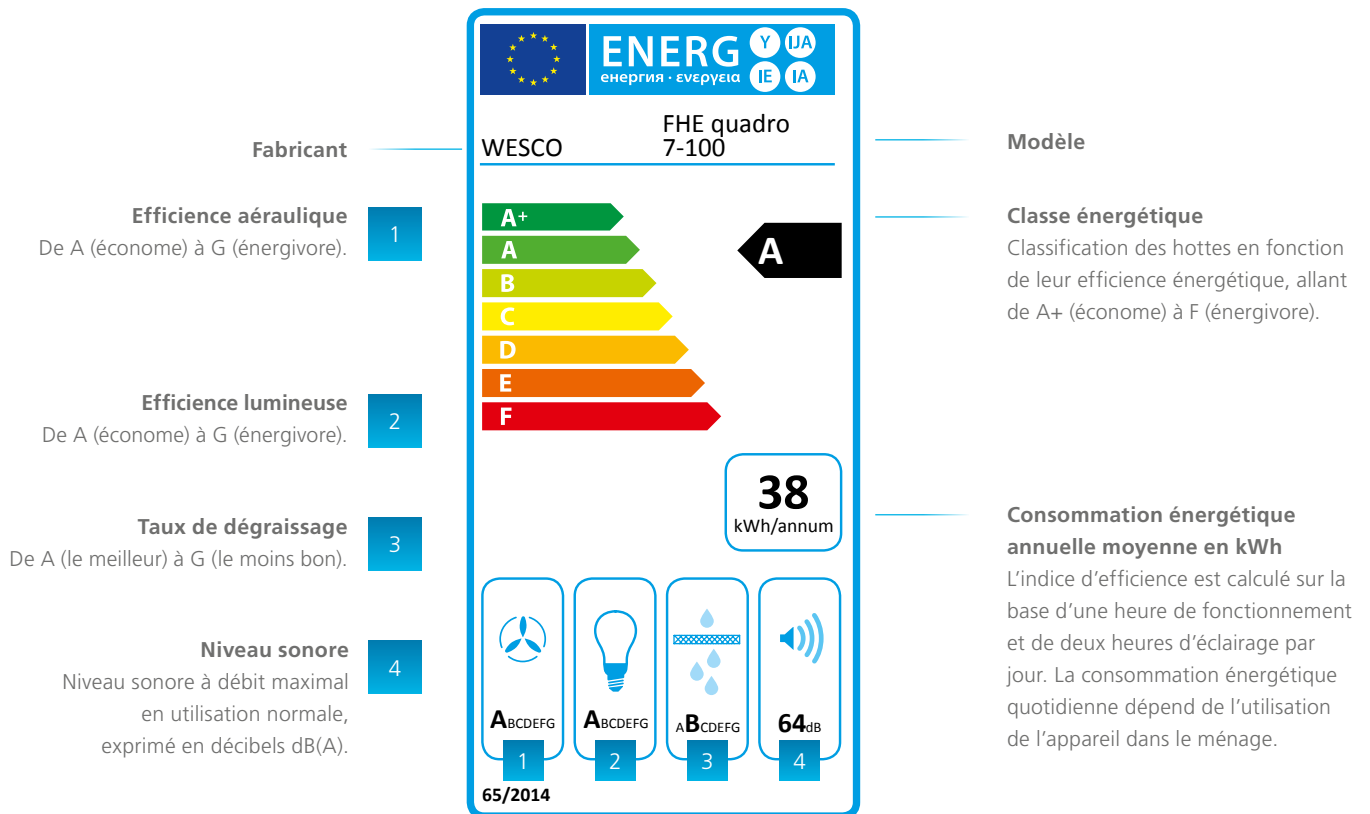 ENERG
Y IJA
IE IA
енергия · ενεργεια
WESCO
FHE quadro
7-100
Fabricant
Modèle
Efficience aéraulique
De A (économe) à G (énergivore).
1
Efficience lumineuse
De A (économe) à G (énergivore).
2
Taux de dégraissage
De A (le meilleur) à G (le moins bon).
3
Niveau sonore
Niveau sonore à débit maximal
en utilisation normale,
exprimé en décibels dB(A).
4
A+
A
B
C
D
E
F
A
38
kWh/annum
ABCDEFG
ABCDEFG
ABCDEFG
64dB
1
2
3
4
65/2014
Classe énergétique
Classification des hottes en fonction
de leur efficience énergétique, allant
de A+ (économe) à F (énergivore).
Consommation énergétique
annuelle moyenne en kWh
L’indice d’efficience est calculé sur la
base d’une heure de fonctionnement
et de deux heures d’éclairage par
jour. La consommation énergétique
quotidienne dépend de l’utilisation
de l’appareil dans le ménage.